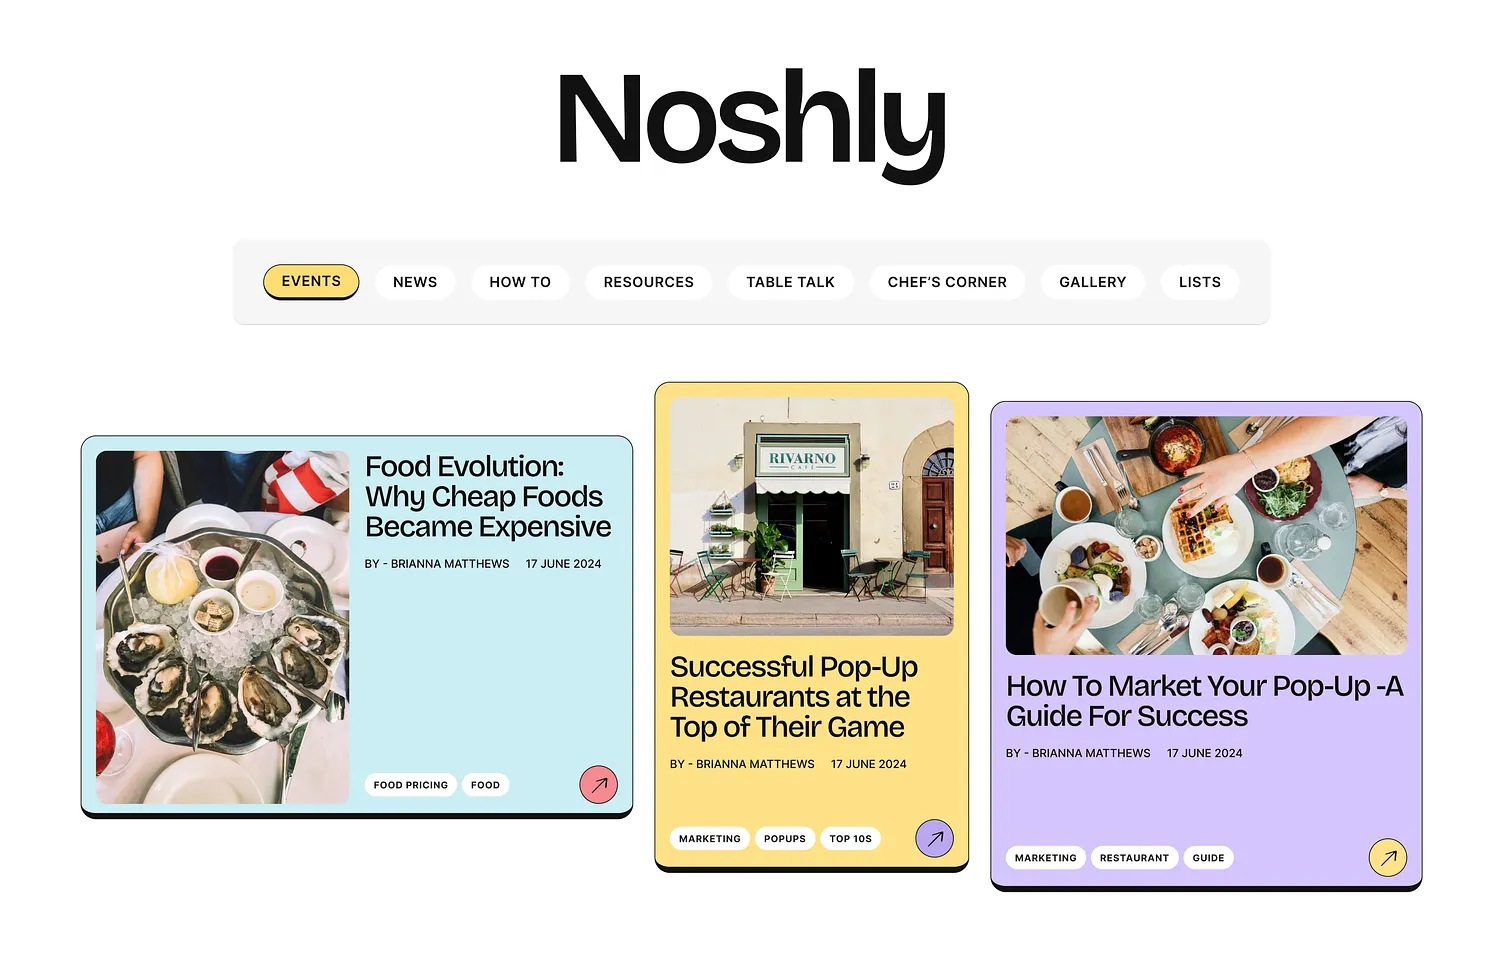 Noshly
EVENTS
NEWS
HOW TO
RESOURCES
TABLE TALK
CHEF’S CORNER
GALLERY
LISTS
Food Evolution:
Why Cheap Foods
Became Expensive
BY - BRIANNA MATTHEWS 17 JUNE 2024
FOOD PRICING
FOOD
RIVARNO
CAFÉ
Successful Pop-Up
Restaurants at the
Top of Their Game
BY - BRIANNA MATTHEWS 17 JUNE 2024
MARKETING
POPUPS
TOP 10S
How To Market Your Pop-Up -A
Guide For Success
BY - BRIANNA MATTHEWS 17 JUNE 2024
MARKETING
RESTAURANT
GUIDE